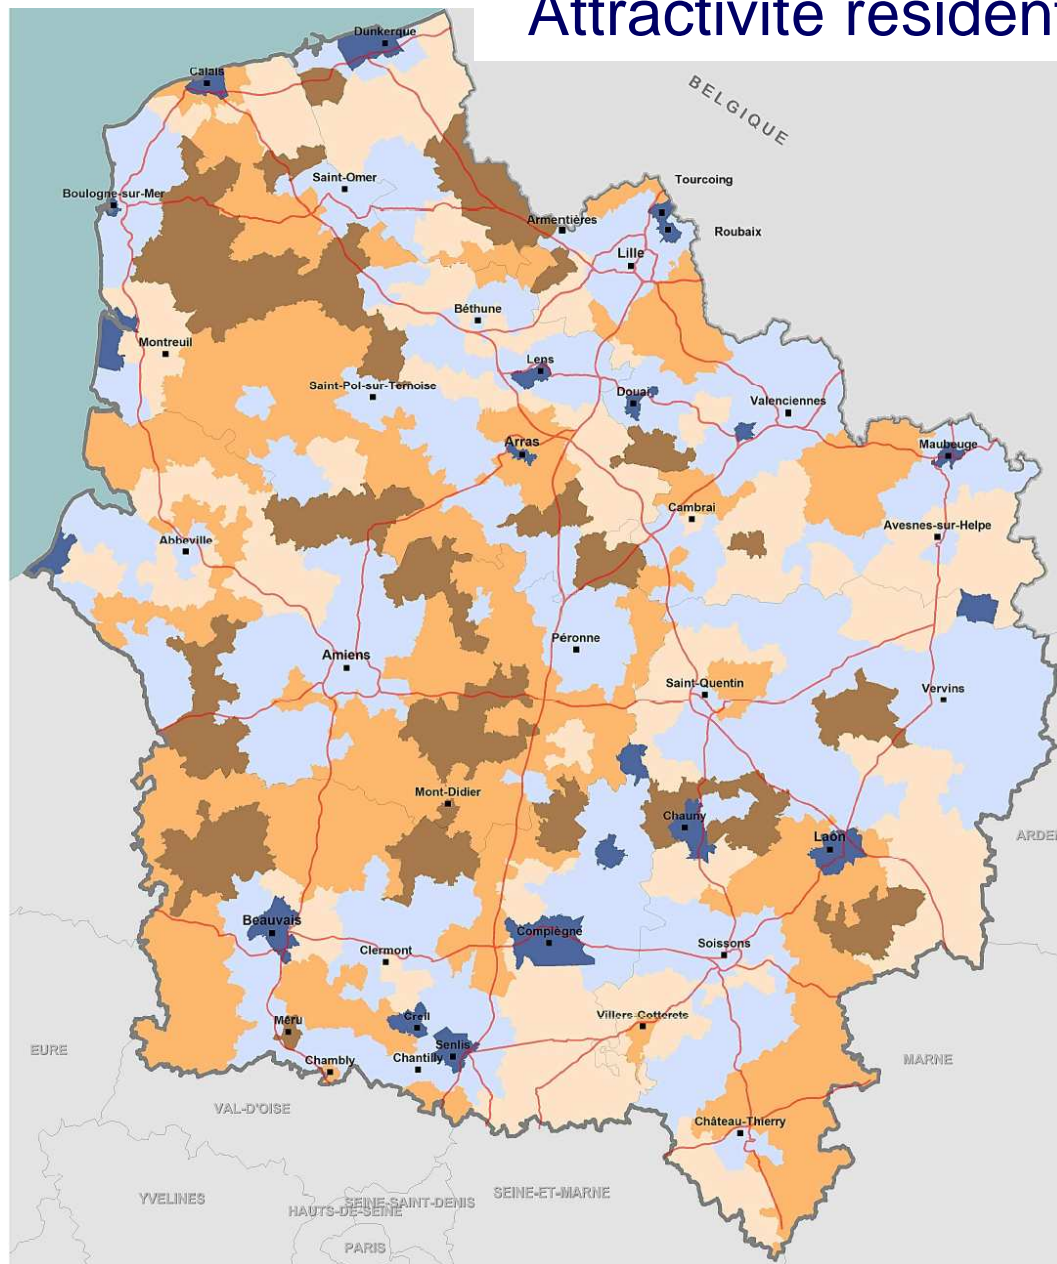 Attractivité resident
Dunkerque
Calais
BELGIQUE
Saint-Omer
Tourcoing
Boulogne-sur-Mer
Armentières
Roubaix
Lille
Béthune
Montreuil
Lens
Saint-Pol-sur-Ternoise
Douai
Valenciennes
Arras
Maubeuge
Cambrai
Avesnes-sur-Helpe
Abbeville
Péronne
Amiens
Saint-Quentin
Vervins
Mont-Didier
Chauny
Laon
ARDEN
Beauvais
Compiègne
Clermont
Soissons
Méru
Creil
Villers-Cotterets
Senlis
EURE
Chambly
Chantilly
MARNE
VAL-D'OISE
Château-Thierry
YVELINES
SEINE-SAINT-DENIS
SEINE-ET-MARNE
HAUTS-DE-SEINE
PARIS